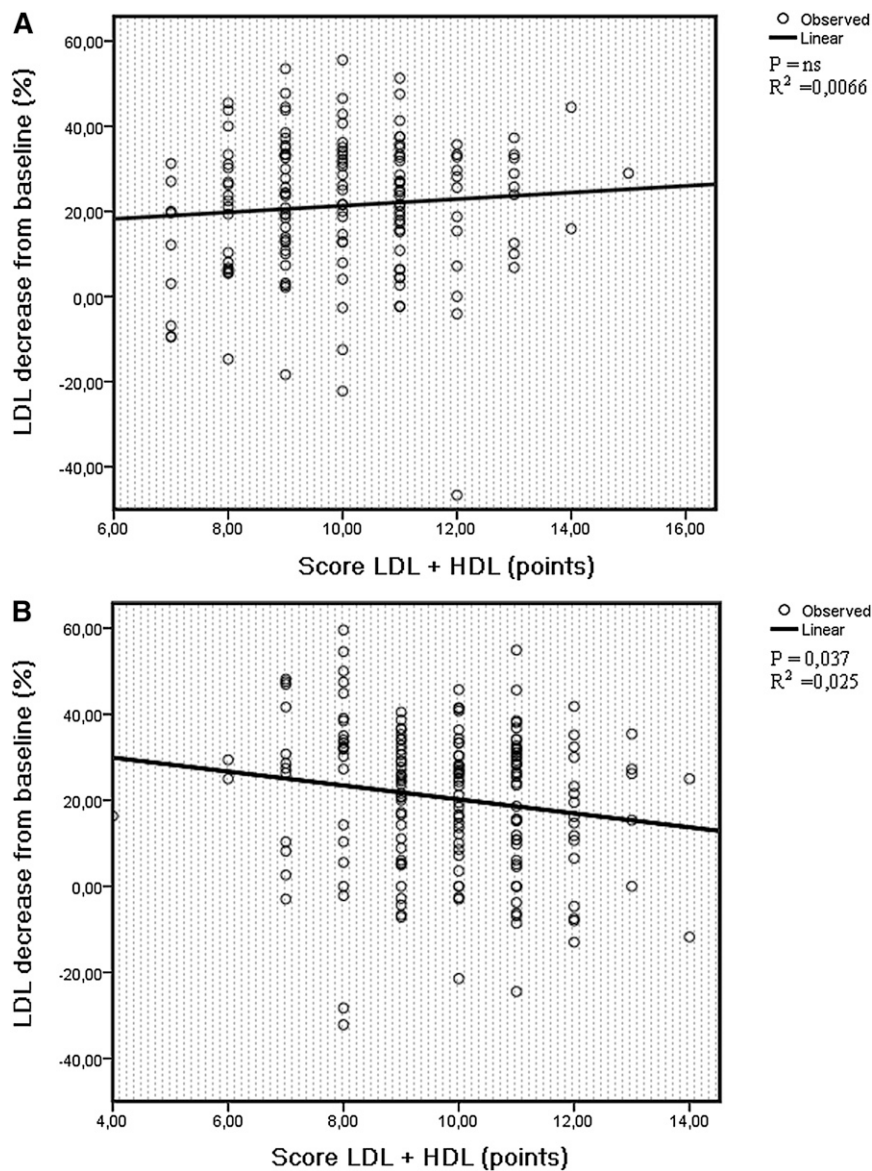 A
○ Observed
Linear
P = ns
R² =0,0066
LDL decrease from baseline (%)
60,00
40,00
20,00
0,00
-20,00
-40,00
6,00 8,00 10,00 12,00 14,00 16,00
Score LDL + HDL (points)
B
○ Observed
Linear
P = 0,037
R² =0,025
LDL decrease from baseline (%)
60,00
40,00
20,00
0,00
-20,00
-40,00
4,00 6,00 8,00 10,00 12,00 14,00
Score LDL + HDL (points)